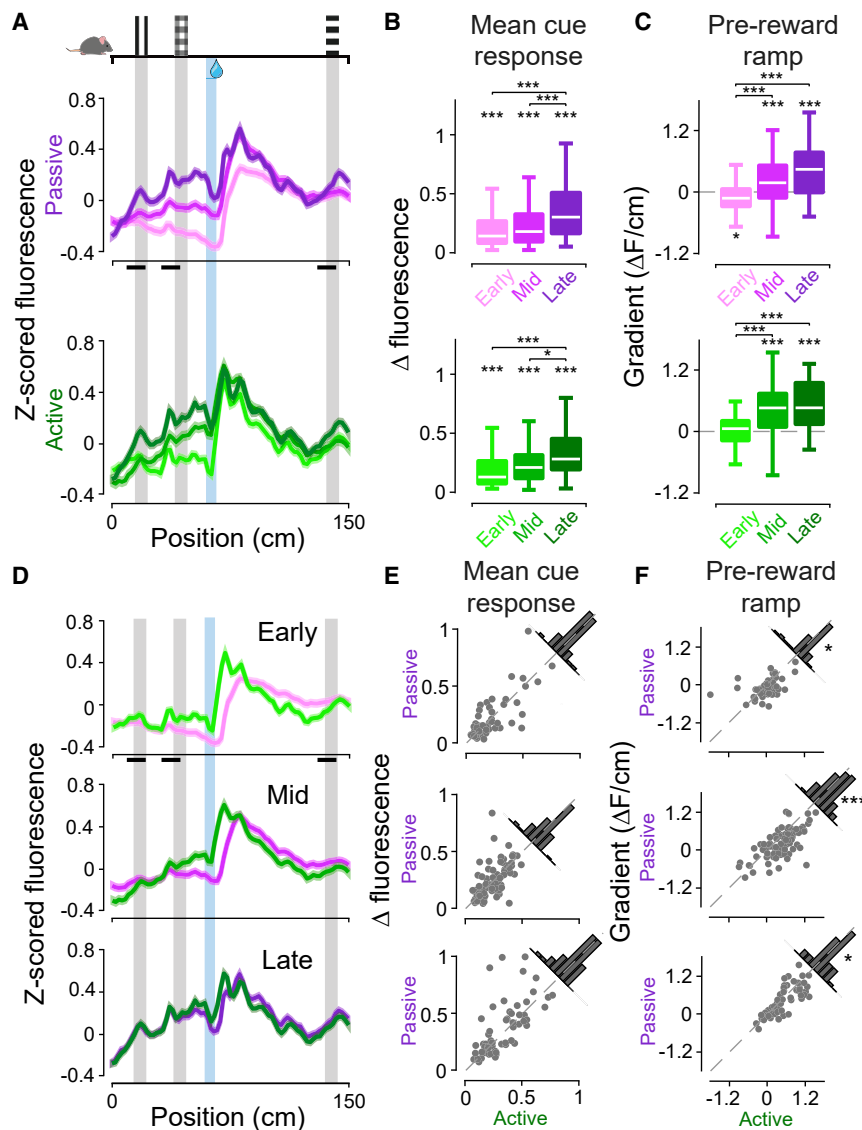 A
B
Mean cue
response
C
Pre-reward
ramp
Z-scored fluorescence
Passive
0.8
0.4
0
-0.4
Active
0.8
0.4
0
-0.4
0
150
Position (cm)
Δ fluorescence
***
***
*** *** ***
1
0.5
0
Early Mid Late
***
*
*** *** ***
1
0.5
0
Early Mid Late
Gradient (ΔF/cm)
***
***
*** ***
*
1.2
0
-1.2
Early Mid Late
***
***
*** ***
1.2
0
-1.2
Early Mid Late
D
E
Mean cue
response
F
Pre-reward
ramp
Z-scored fluorescence
0.8
0.4
0
-0.4
Early
0.8
0.4
0
-0.4
Mid
0.8
0.4
0
-0.4
Late
0
150
Position (cm)
Δ fluorescence
Passive
1
0.5
0
Passive
1
0.5
0
Passive
1
0.5
0
0 0.5 1
Active
Gradient (ΔF/cm)
Passive
1.2
0
-1.2
*
Passive
1.2
0
-1.2
***
Passive
1.2
0
-1.2
*
-1.2 0 1.2
Active